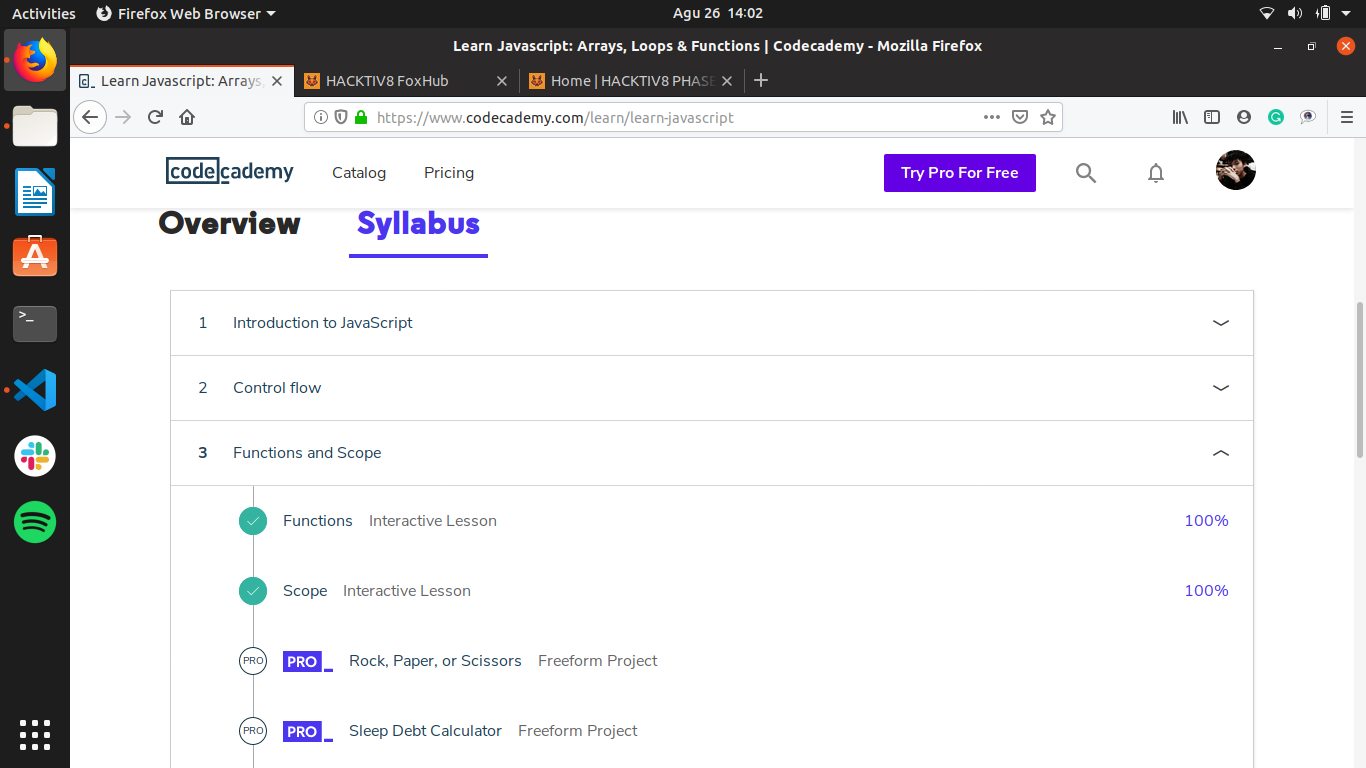 Activities Firefox Web Browser Agu 26 14:02
Learn Javascript: Arrays, Loops & Functions | Codecademy - Mozilla Firefox
Learn Javascript: Arrays, HACKTIV8 FoxHub Home | HACKTIV8 PHASE
https://www.codecademy.com/learn/learn-javascript
codecademy Catalog Pricing Try Pro For Free
Overview Syllabus
1 Introduction to JavaScript
2 Control flow
3 Functions and Scope
Functions Interactive Lesson 100%
Scope Interactive Lesson 100%
PRO PRO_ Rock, Paper, or Scissors Freeform Project
PRO PRO_ Sleep Debt Calculator Freeform Project